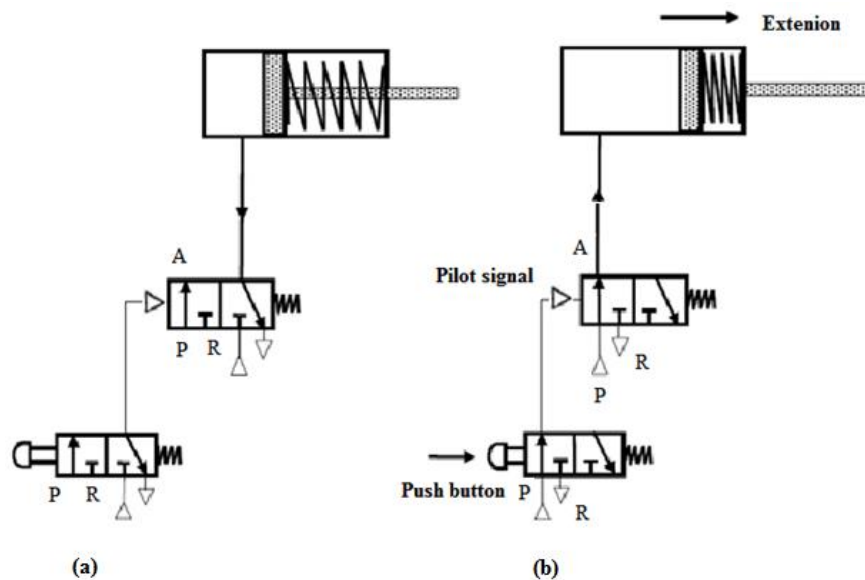 Extenion
A
P R
P R
(a)
A
Pilot signal
R
P
Push button
P
R
(b)